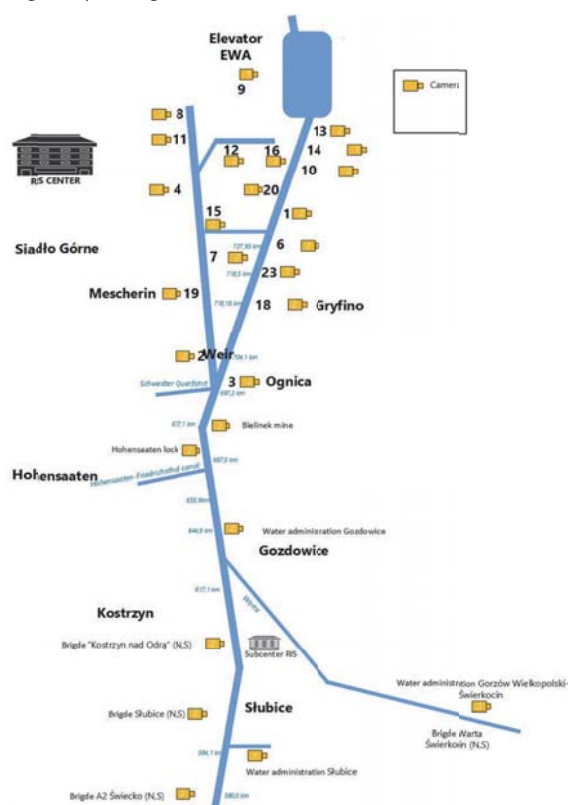 Elevator
EWA
9
Camera
8
13
11
14
12
16
10
RIS CENTER
4
20
15
1
727,95 km
6
Siadło Górne
7
23
718,5 km
Mescherin
19
718,18 km
18
Gryfino
2
Weir
704,1 km
Schwedter Querfahrt
3
Ognica
697,2 km
677,1 km
Bielinek mine
Hohensaaten lock
667,0 km
Hohensaaten
Hohensaaten-Friedrichsthal canal
644,9 km
Water administration Gozdowice
Gozdowice
617,1 km
Warta
Kostrzyn
Brigde "Kostrzyn nad Odrą" (N,S)
Subcenter RIS
Water administration Gorzów Wielkopolski-
Świerkocin
Brigde Słubice (N,S)
Słubice
Brigde Warta
Świerkoin (N,S)
584,1 km
Water administration Słubice
Brigde A2 Świecko (N,S)
580,0 km